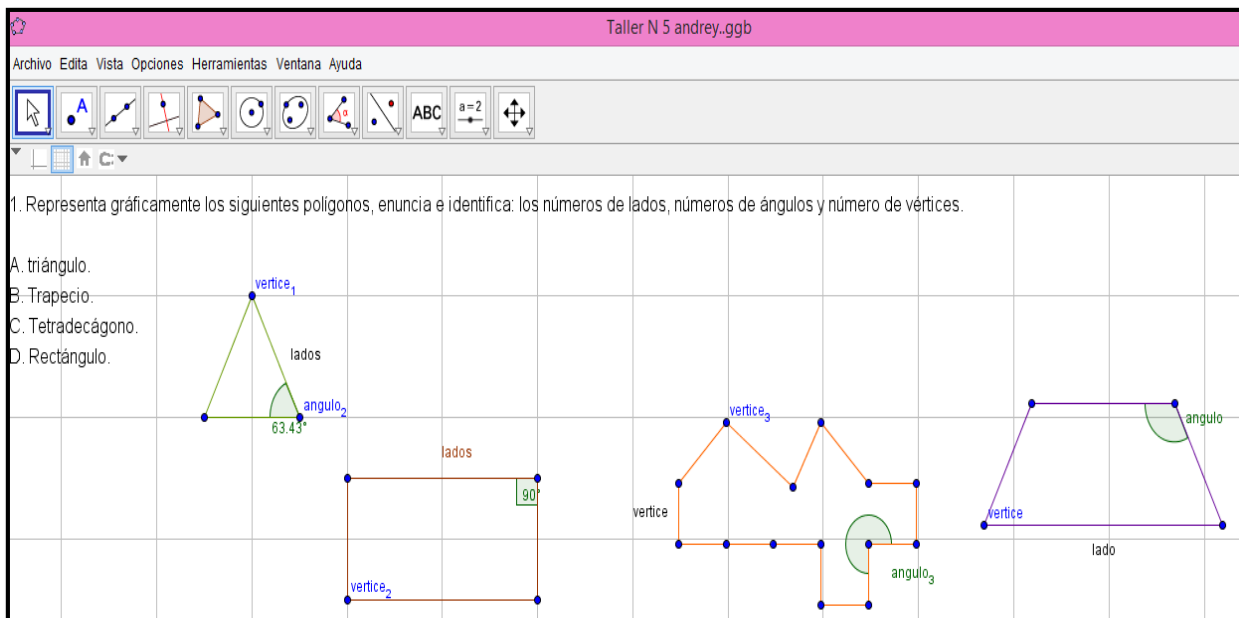 Taller N 5 andrey..ggb
Archivo Edita Vista Opciones Herramientas Ventana Ayuda
A
α
ABC
a=2
1. Representa gráficamente los siguientes polígonos, enuncia e identifica: los números de lados, números de ángulos y número de vértices.
A. triángulo.
B. Trapecio.
C. Tetradecágono.
D. Rectángulo.
vertice₁
lados
angulo₂
63.43°
lados
90°
vertice₂
vertice₃
vertice
angulo₃
angulo
vertice
lado